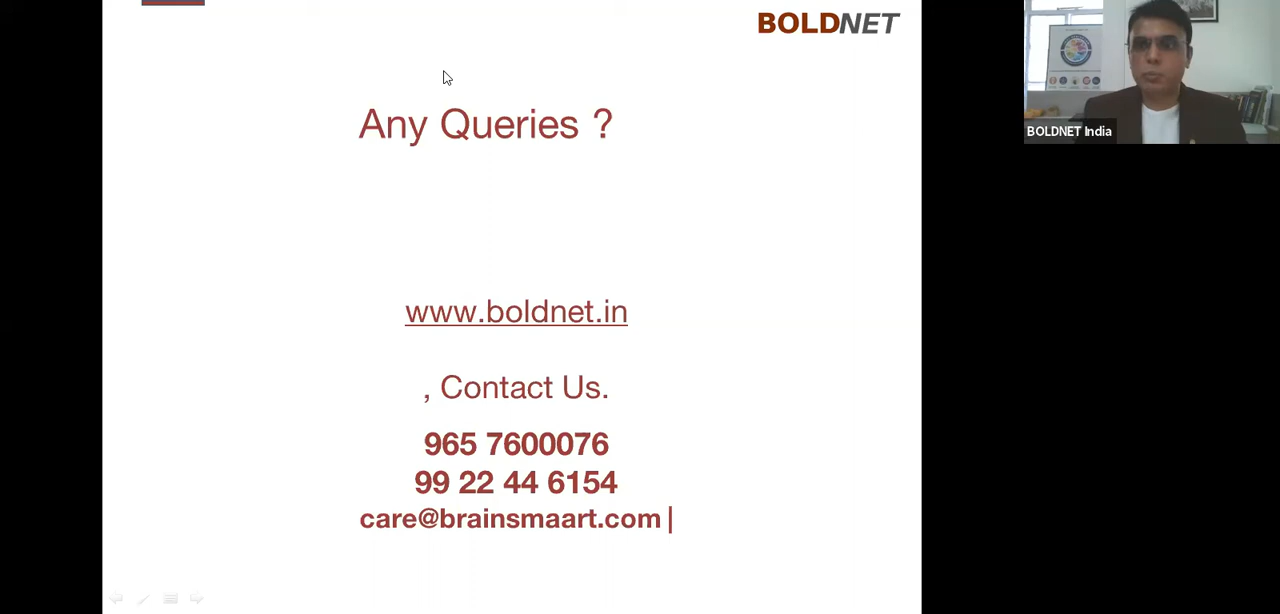 BOLDNET
Any Queries ?
www.boldnet.in
, Contact Us.
965 7600076
99 22 44 6154
care@brainsmaart.com |
BOLDNET India